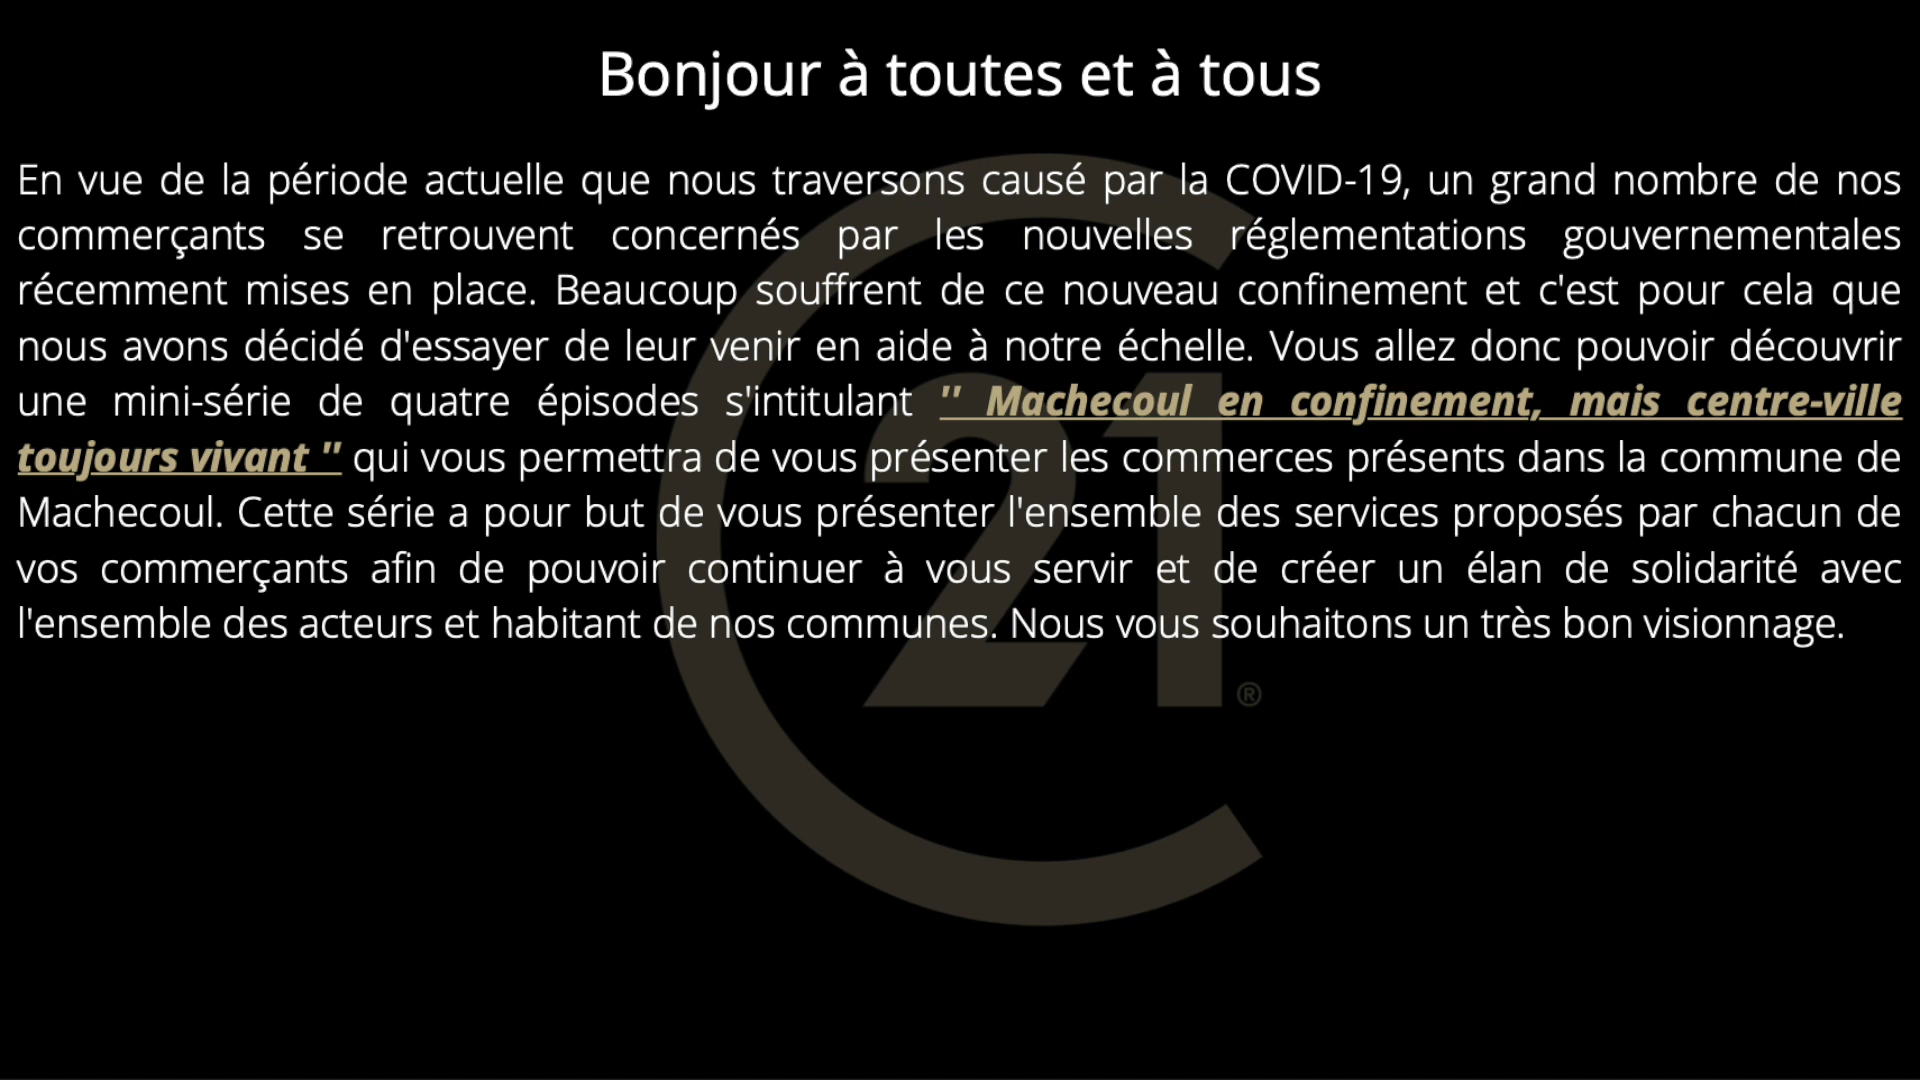 Bonjour à toutes et à tous
En vue de la période actuelle que nous traversons causé par la COVID-19, un grand nombre de nos
commerçants se retrouvent concernés par les nouvelles réglementations gouvernementales
récemment mises en place. Beaucoup souffrent de ce nouveau confinement et c'est pour cela que
nous avons décidé d'essayer de leur venir en aide à notre échelle. Vous allez donc pouvoir découvrir
une mini-série de quatre épisodes s'intitulant '' Machecoul en confinement, mais centre-ville
toujours vivant '' qui vous permettra de vous présenter les commerces présents dans la commune de
Machecoul. Cette série a pour but de vous présenter l'ensemble des services proposés par chacun de
vos commerçants afin de pouvoir continuer à vous servir et de créer un élan de solidarité avec
l'ensemble des acteurs et habitant de nos communes. Nous vous souhaitons un très bon visionnage.
C21®